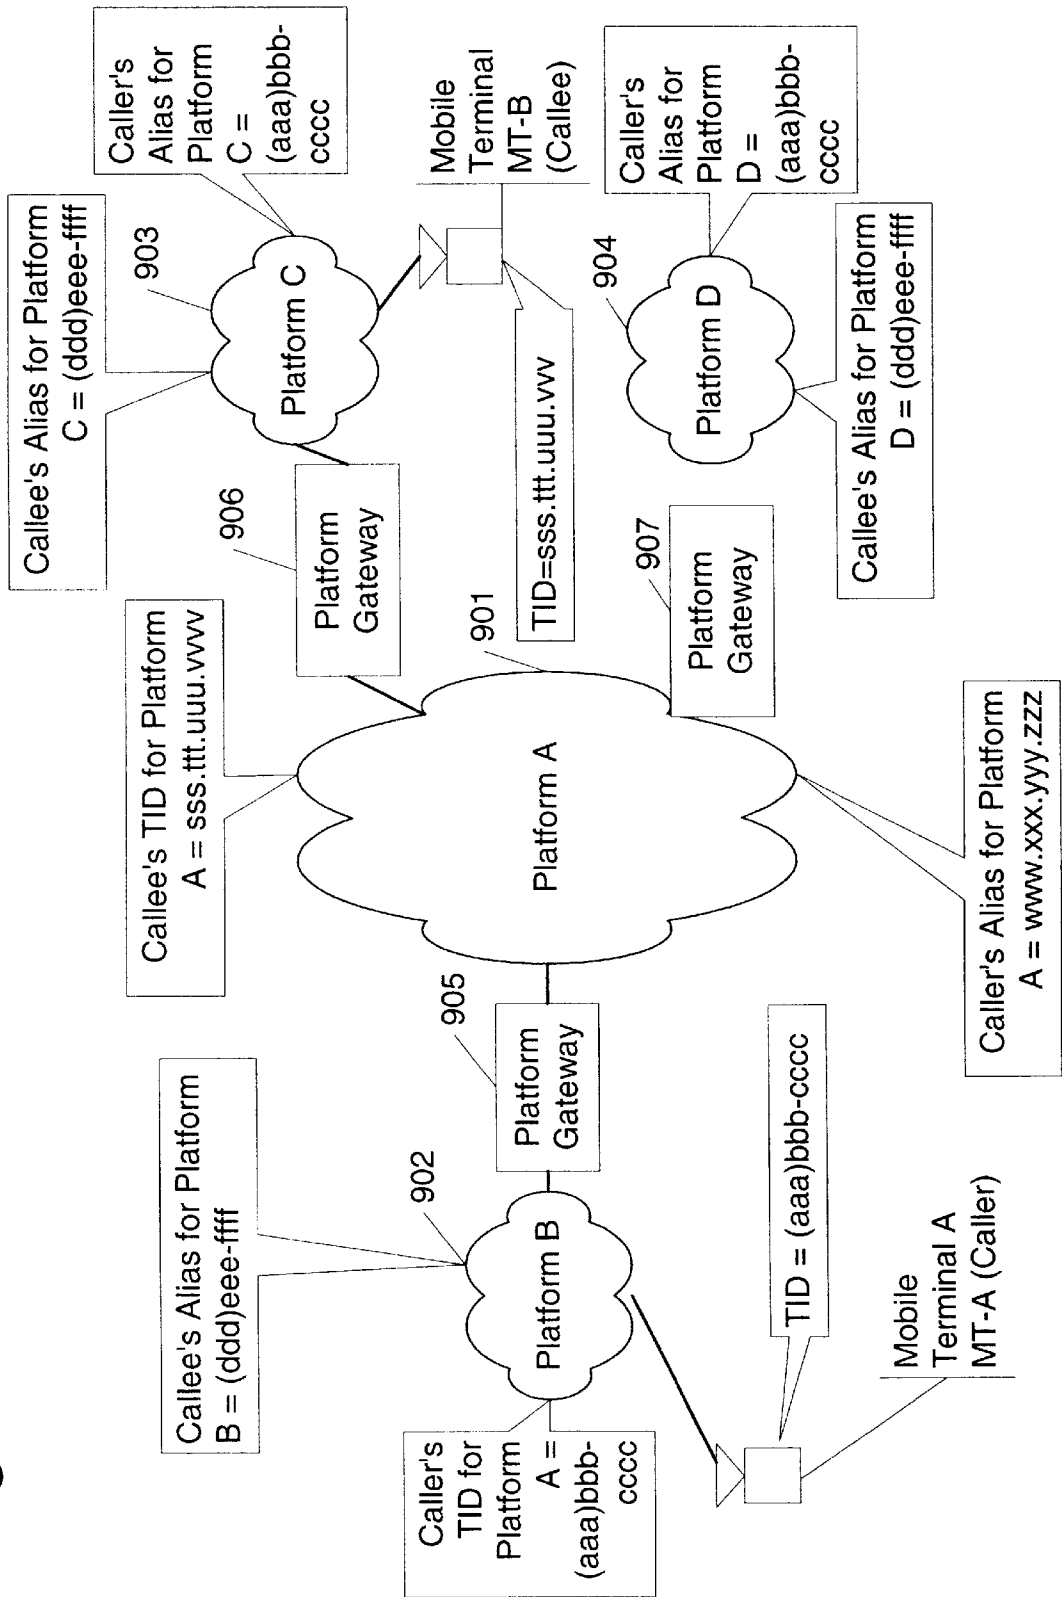 Callee's Alias for Platform
C = (ddd)eee-ffff
903
Caller's
Alias for
Platform
C =
(aaa)bbb-
cccc
Platform C
Callee's TID for Platform
A = sss.ttt.uuu.vvv
906
Platform
Gateway
Callee's Alias for Platform
B = (ddd)eee-ffff
902
905
Caller's
TID for
Platform
A =
(aaa)bbb-
cccc
Platform B
Platform
Gateway
Platform A
901
Mobile
Terminal
MT-B
(Callee)
TID=sss.ttt.uuu.vvv
904
Caller's
Alias for
Platform
D =
(aaa)bbb-
cccc
907
Platform
Gateway
Platform D
TID = (aaa)bbb-cccc
Callee's Alias for Platform
D = (ddd)eee-ffff
Mobile
Terminal A
MT-A (Caller)
Caller's Alias for Platform
A = www.xxx.yyy.zzz